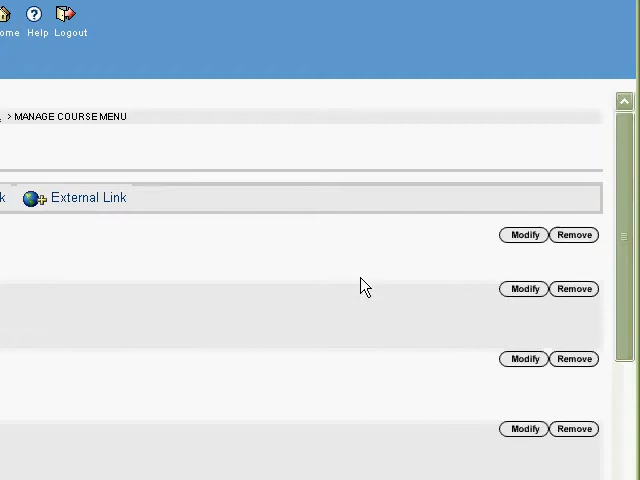 ome Help Logout
> MANAGE COURSE MENU
k External Link
Modify Remove
Modify Remove
Modify Remove
Modify Remove